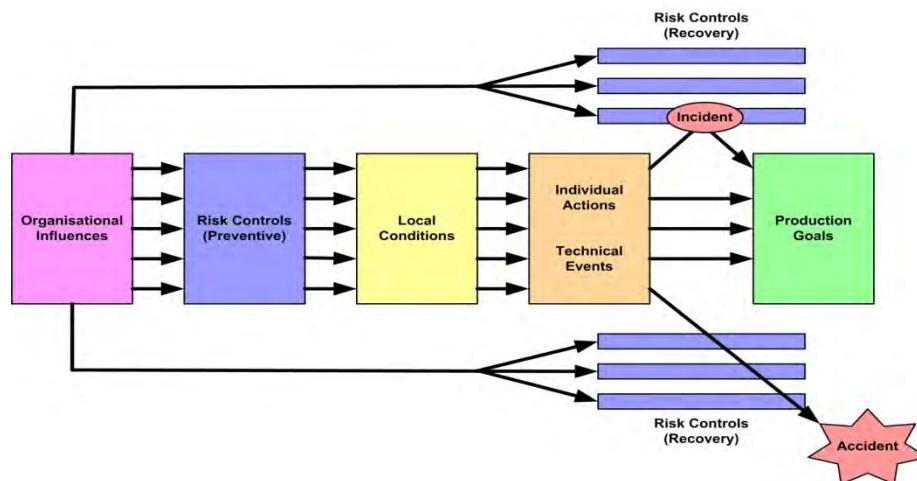 Risk Controls
(Recovery)
Incident
Organisational
Influences
Risk Controls
(Preventive)
Local
Conditions
Individual
Actions
Technical
Events
Production
Goals
Risk Controls
(Recovery)
Accident